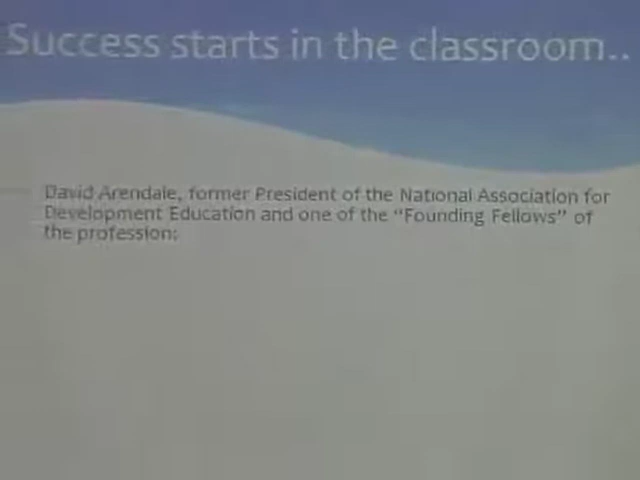 Success starts in the classroom..
David Arendale, former President of the National Association for
Development Education and one of the “Founding Fellows” of
the profession: